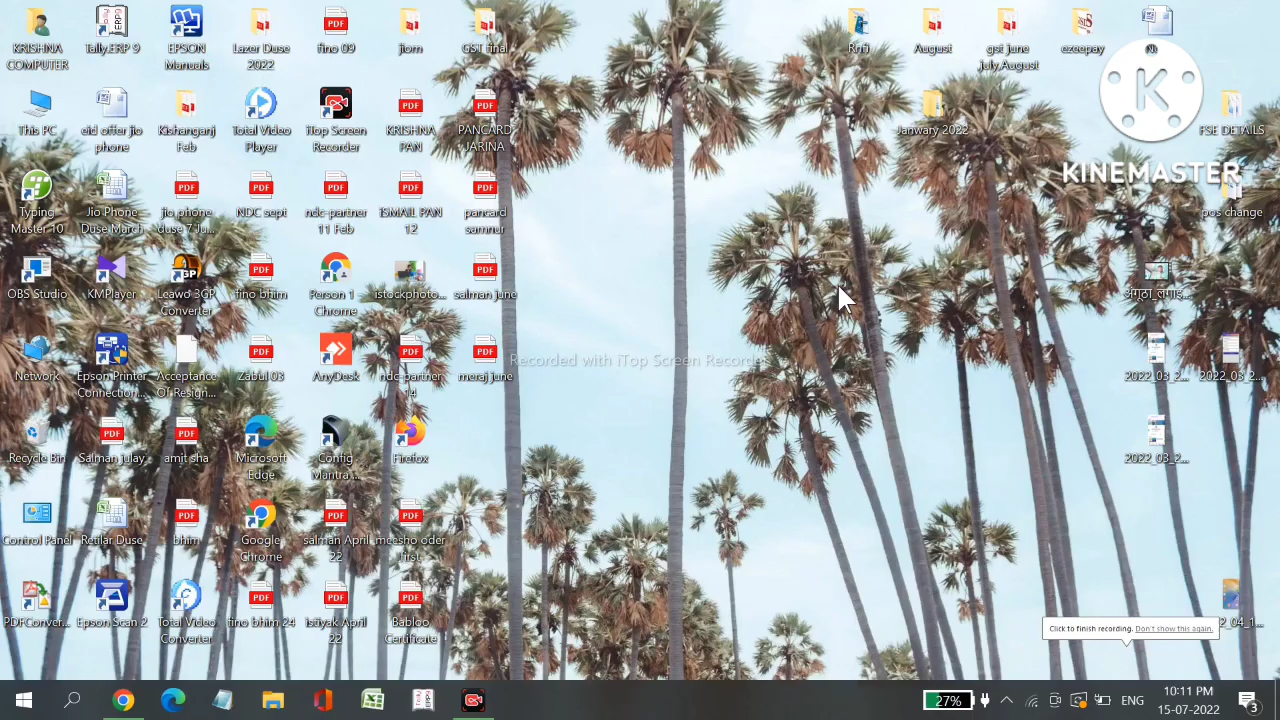 KRISHNA
COMPUTER
Tally.ERP 9
EPSON
Manuals
Lazer Duse
2022
fino 09
jiom
GST final
This PC
eid offer jio
phone
Kishanganj
Feb
Total Video
Player
iTop Screen
Recorder
KRISHNA
PAN
PANCARD
JARINA
Typing
Master 10
Jio Phone
Duse March
jio phone
duse 7 Ju...
NDC sept
ndc-partner
11 Feb
ISMAIL PAN
12
pancard
samnur
OBS Studio
KMPlayer
Leawo 3GP
Converter
fino bhim
Person 1
Chrome
istockphoto...
salman june
Network
Epson Printer
Connection...
Acceptance
Of Resign...
Zabul 03
AnyDesk
ndc-partner
14
meraj june
Recycle Bin
Salman julay
amit sha
Microsoft
Edge
Config
Mantra ...
Firefox
Control Panel
Retilar Duse
bhim
Google
Chrome
salman April
22
meesho oder
first
PDFConver...
Epson Scan 2
Total Video
Converter
fino bhim 24
istiyak April
22
Babloo
Certificate
August
gst june
july,August
ezeepay
KINEMASTER
Janwary 2022
FSE DETAILS
pos change
अंगूठा_लगाइ...
2022_03_2...
2022_03_2...
2022_03_2...
Recorded with iTop Screen Recorder
Click to finish recording. Don't show this again.
27%
ENG
10:11 PM
15-07-2022
3